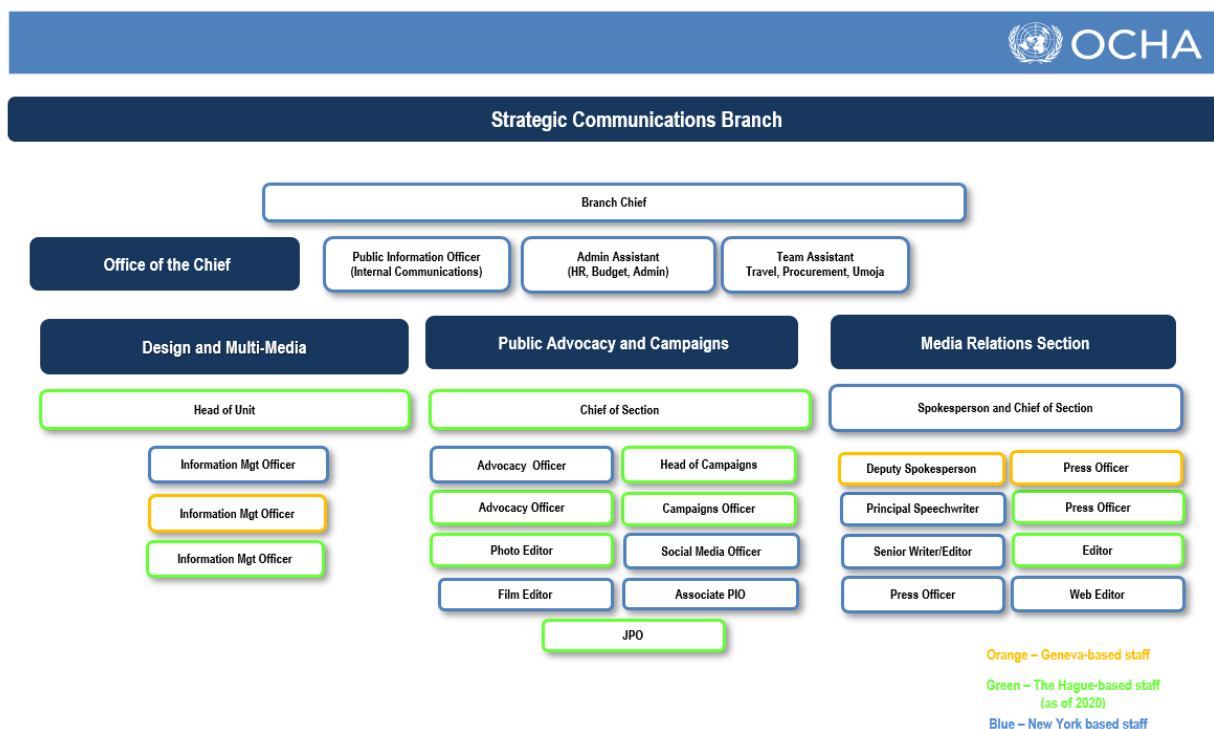 OCHA
Strategic Communications Branch
Branch Chief
Office of the Chief
Public Information Officer
(Internal Communications)
Admin Assistant
(HR, Budget, Admin)
Team Assistant
Travel, Procurement, Umoja
Design and Multi-Media
Public Advocacy and Campaigns
Media Relations Section
Head of Unit
Chief of Section
Spokesperson and Chief of Section
Information Mgt Officer
Information Mgt Officer
Information Mgt Officer
Advocacy Officer
Head of Campaigns
Advocacy Officer
Campaigns Officer
Photo Editor
Social Media Officer
Film Editor
Associate PIO
JPO
Deputy Spokesperson
Press Officer
Principal Speechwriter
Press Officer
Senior Writer/Editor
Editor
Press Officer
Web Editor
Orange – Geneva-based staff
Green – The Hague-based staff
(as of 2020)
Blue – New York based staff